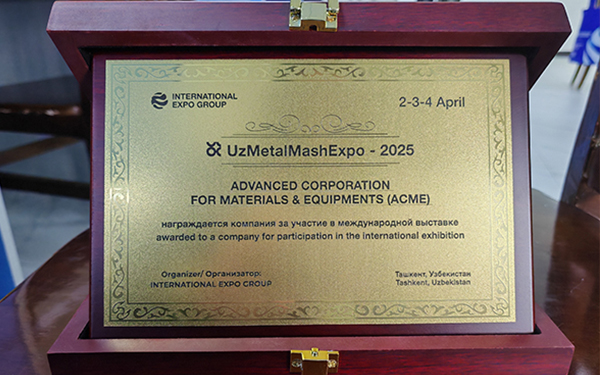 INTERNATIONAL
EXPO GROUP
2-3-4 April
UzMetalMashExpo - 2025
ADVANCED CORPORATION
FOR MATERIALS & EQUIPMENTS (ACME)
награждается компания за участие в международной выставке
awarded to a company for participation in the international exhibition
Organizer/ Организатор:
INTERNATIONAL EXPO GROUP
Ташкент, Узбекистан
Tashkent, Uzbekistan